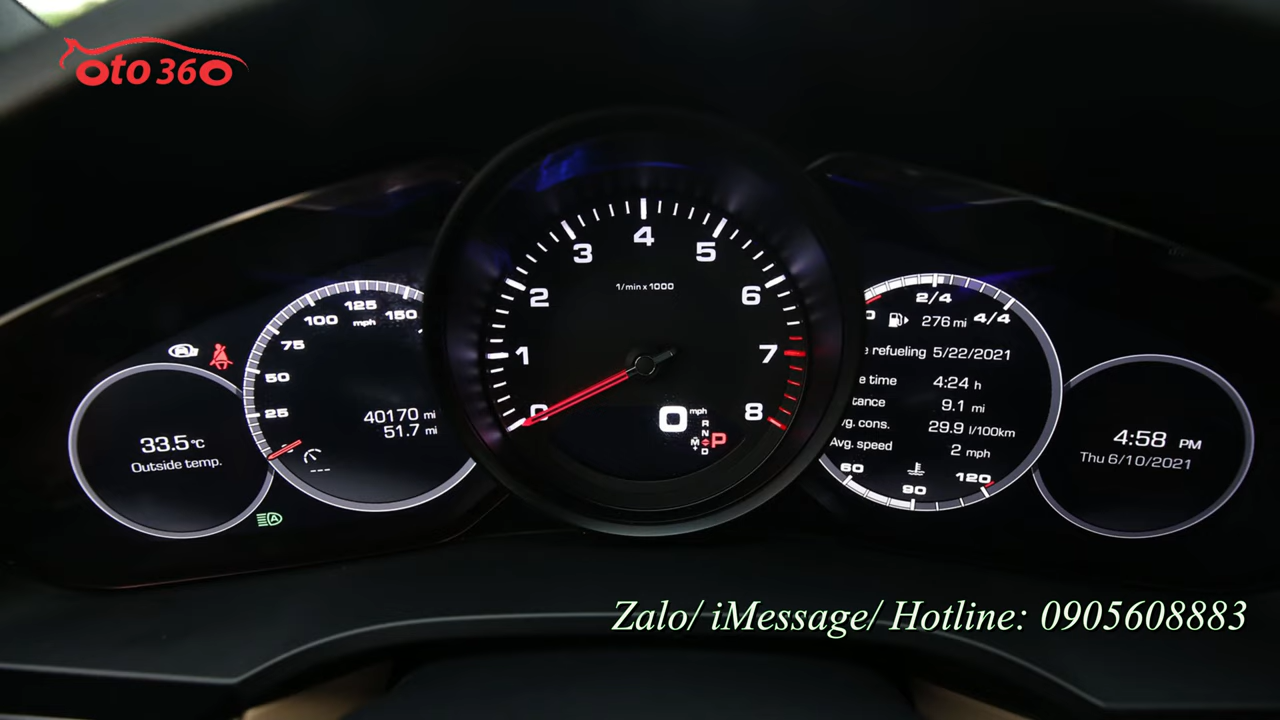 oto 360
4
3
5
1/min x 1000
2
6
1
7
0
8
0 mph
R
N
P
M
+
D
100
125
150
mph
75
50
25
40170 mi
51.7 mi
33.5°C
Outside temp.
A
2/4
4/4
276 mi
refueling 5/22/2021
time 4:24 h
9.1 mi
cons. 29.9 l/100km
Avg. speed 2 mph
60
90
120
4:58 PM
Thu 6/10/2021
Zalo/ iMessage/ Hotline: 0905608883